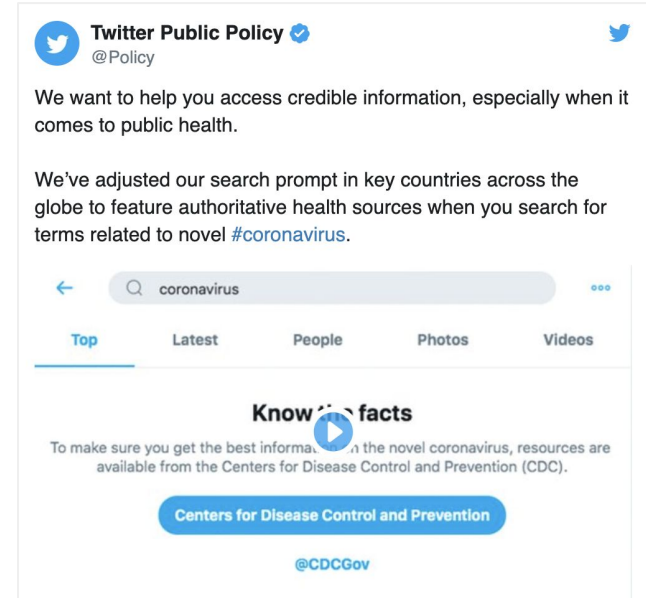 Twitter Public Policy
@Policy
We want to help you access credible information, especially when it
comes to public health.
We've adjusted our search prompt in key countries across the
globe to feature authoritative health sources when you search for
terms related to novel #coronavirus.
coronavirus
Top Latest People Photos Videos
Know facts
To make sure you get the best the novel coronavirus, resources are
available from the Centers for Disease Control and Prevention (CDC).
Centers for Disease Control and Prevention
@CDCGov